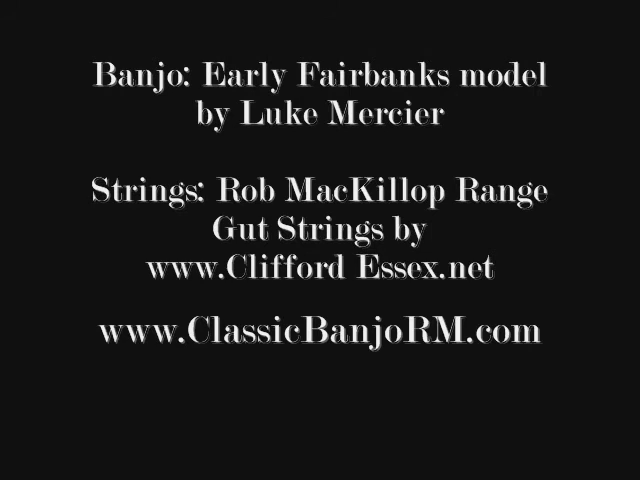 Banjo: Early Fairbanks model
by Luke Mercier
Strings: Rob MacKillop Range
Gut Strings by
www.Clifford Essex.net
www.ClassicBanjoRM.com